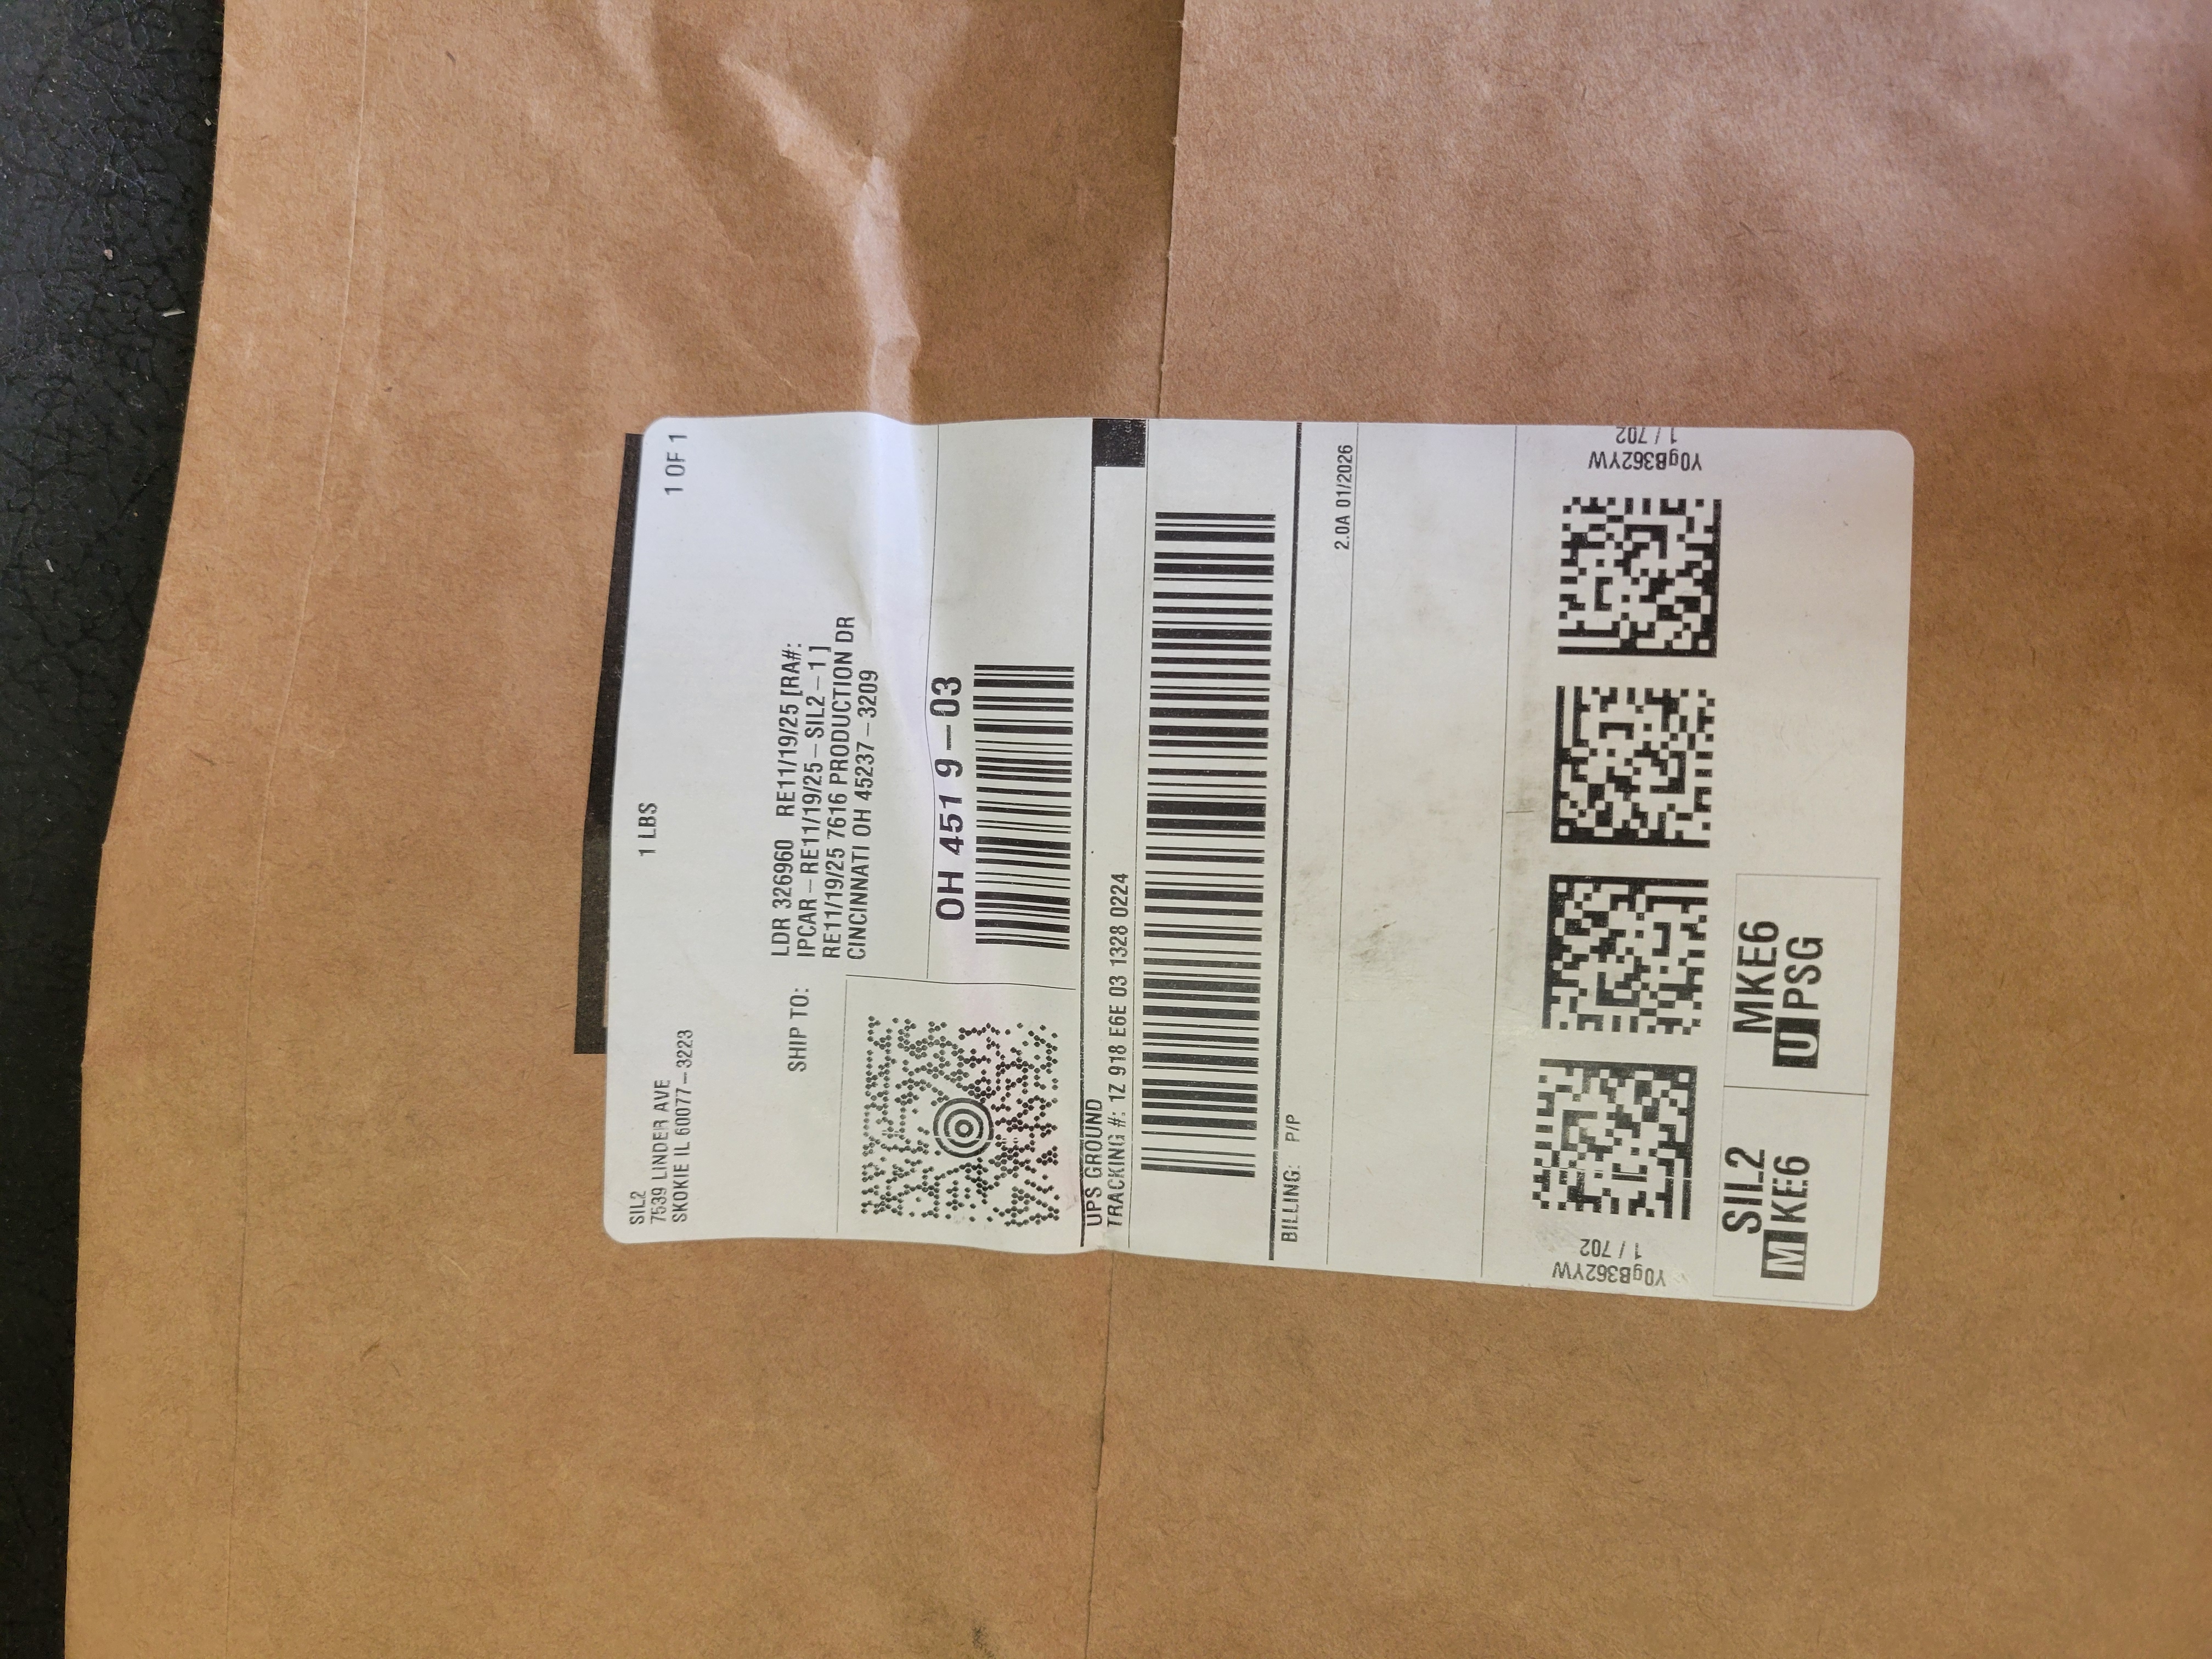 SIL2
7539 LINDER AVE
SKOKIE IL 60077-3223
1 LBS
1 OF 1
SHIP TO:
LDR 326960 RE11/19/25 [RA#:
IPCAR-RE11/19/25-SIL2-1]
RE11/19/25 7616 PRODUCTION DR
CINCINNATI OH 45237-3209
OH 451 9-03
UPS GROUND
TRACKING #: 1Z 918 E6E 03 1328 0224
BILLING: P/P
2.0A 01/2026
Y0gB362YW
1 / 702
Y0gB362YW
1 / 702
SIL2
MKE6
MKE6
UPSG